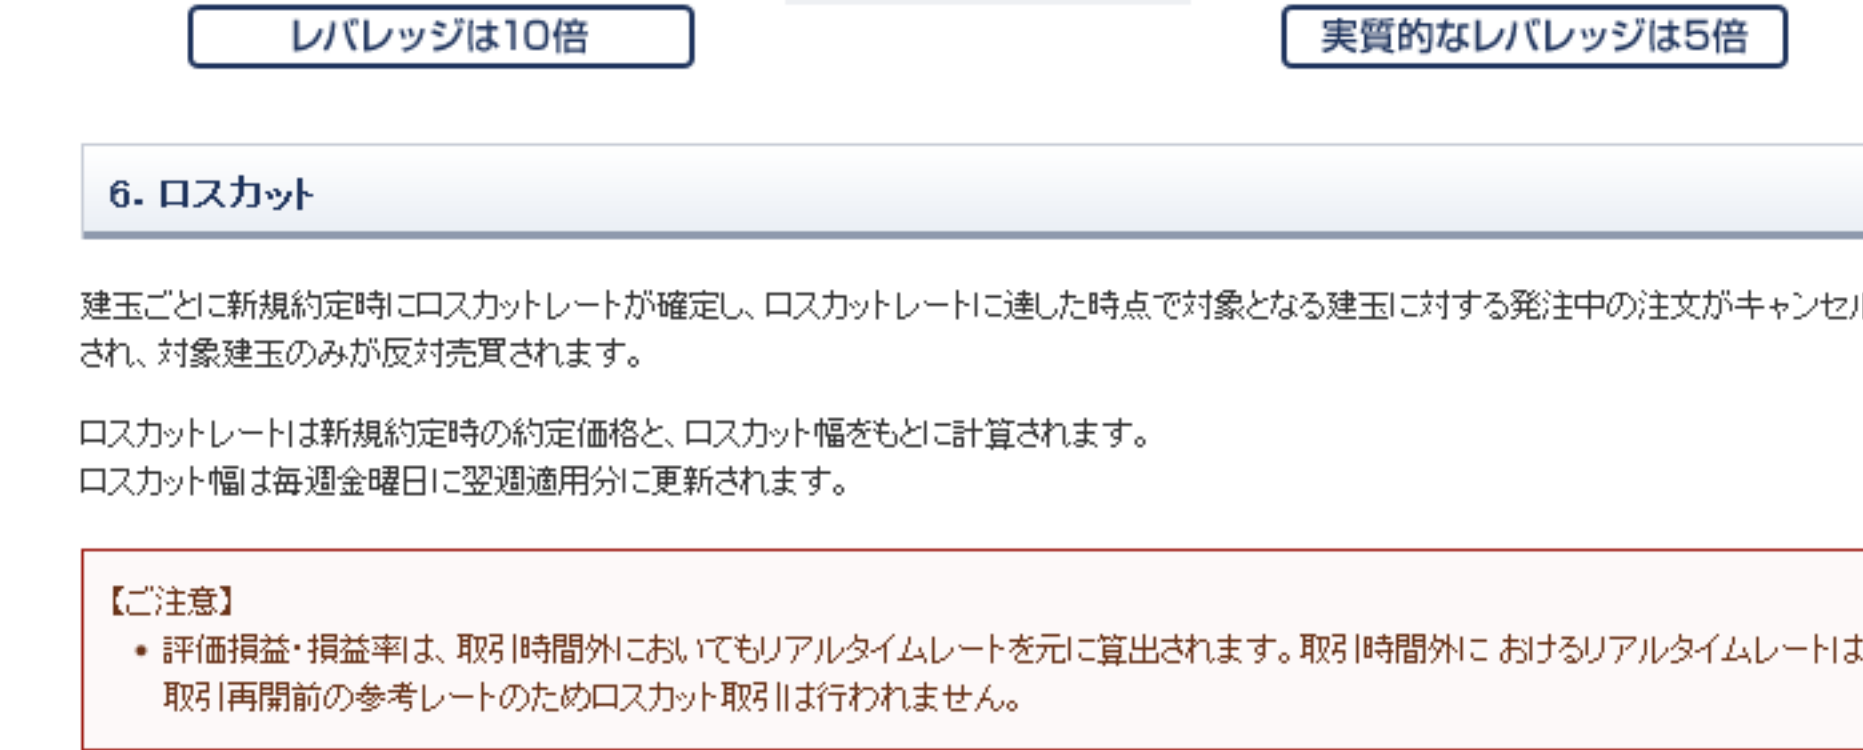 レバレッジは10倍
実質的なレバレッジは5倍
6. ロスカット
建玉ごとに新規約定時にロスカットレートが確定し、ロスカットレートに達した時点で対象となる建玉に対する発注中の注文がキャンセル
され、対象建玉のみが反対売買されます。
ロスカットレートは新規約定時の約定価格と、ロスカット幅をもとに計算されます。
ロスカット幅は毎週金曜日に翌週適用分に更新されます。
【ご注意】
• 評価損益・損益率は、取引時間外においてもリアルタイムレートを元に算出されます。取引時間外に おけるリアルタイムレートは
取引再開前の参考レートのためロスカット取引は行われません。